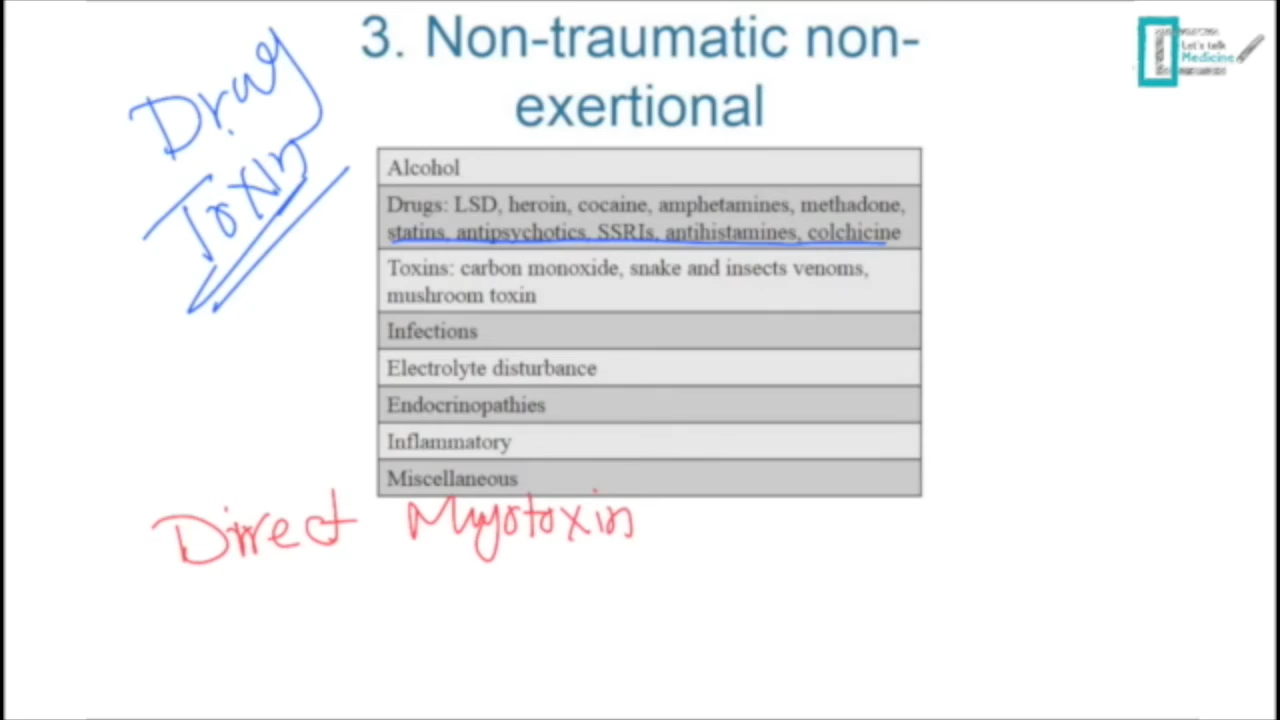 3. Non-traumatic non-
exertional
Let's talk
Medicine
Drug
Toxin
Alcohol
Drugs: LSD, heroin, cocaine, amphetamines, methadone,
statins, antipsychotics, SSRIs, antihistamines, colchicine
Toxins: carbon monoxide, snake and insects venoms,
mushroom toxin
Infections
Electrolyte disturbance
Endocrinopathies
Inflammatory
Miscellaneous
Direct Myotoxin